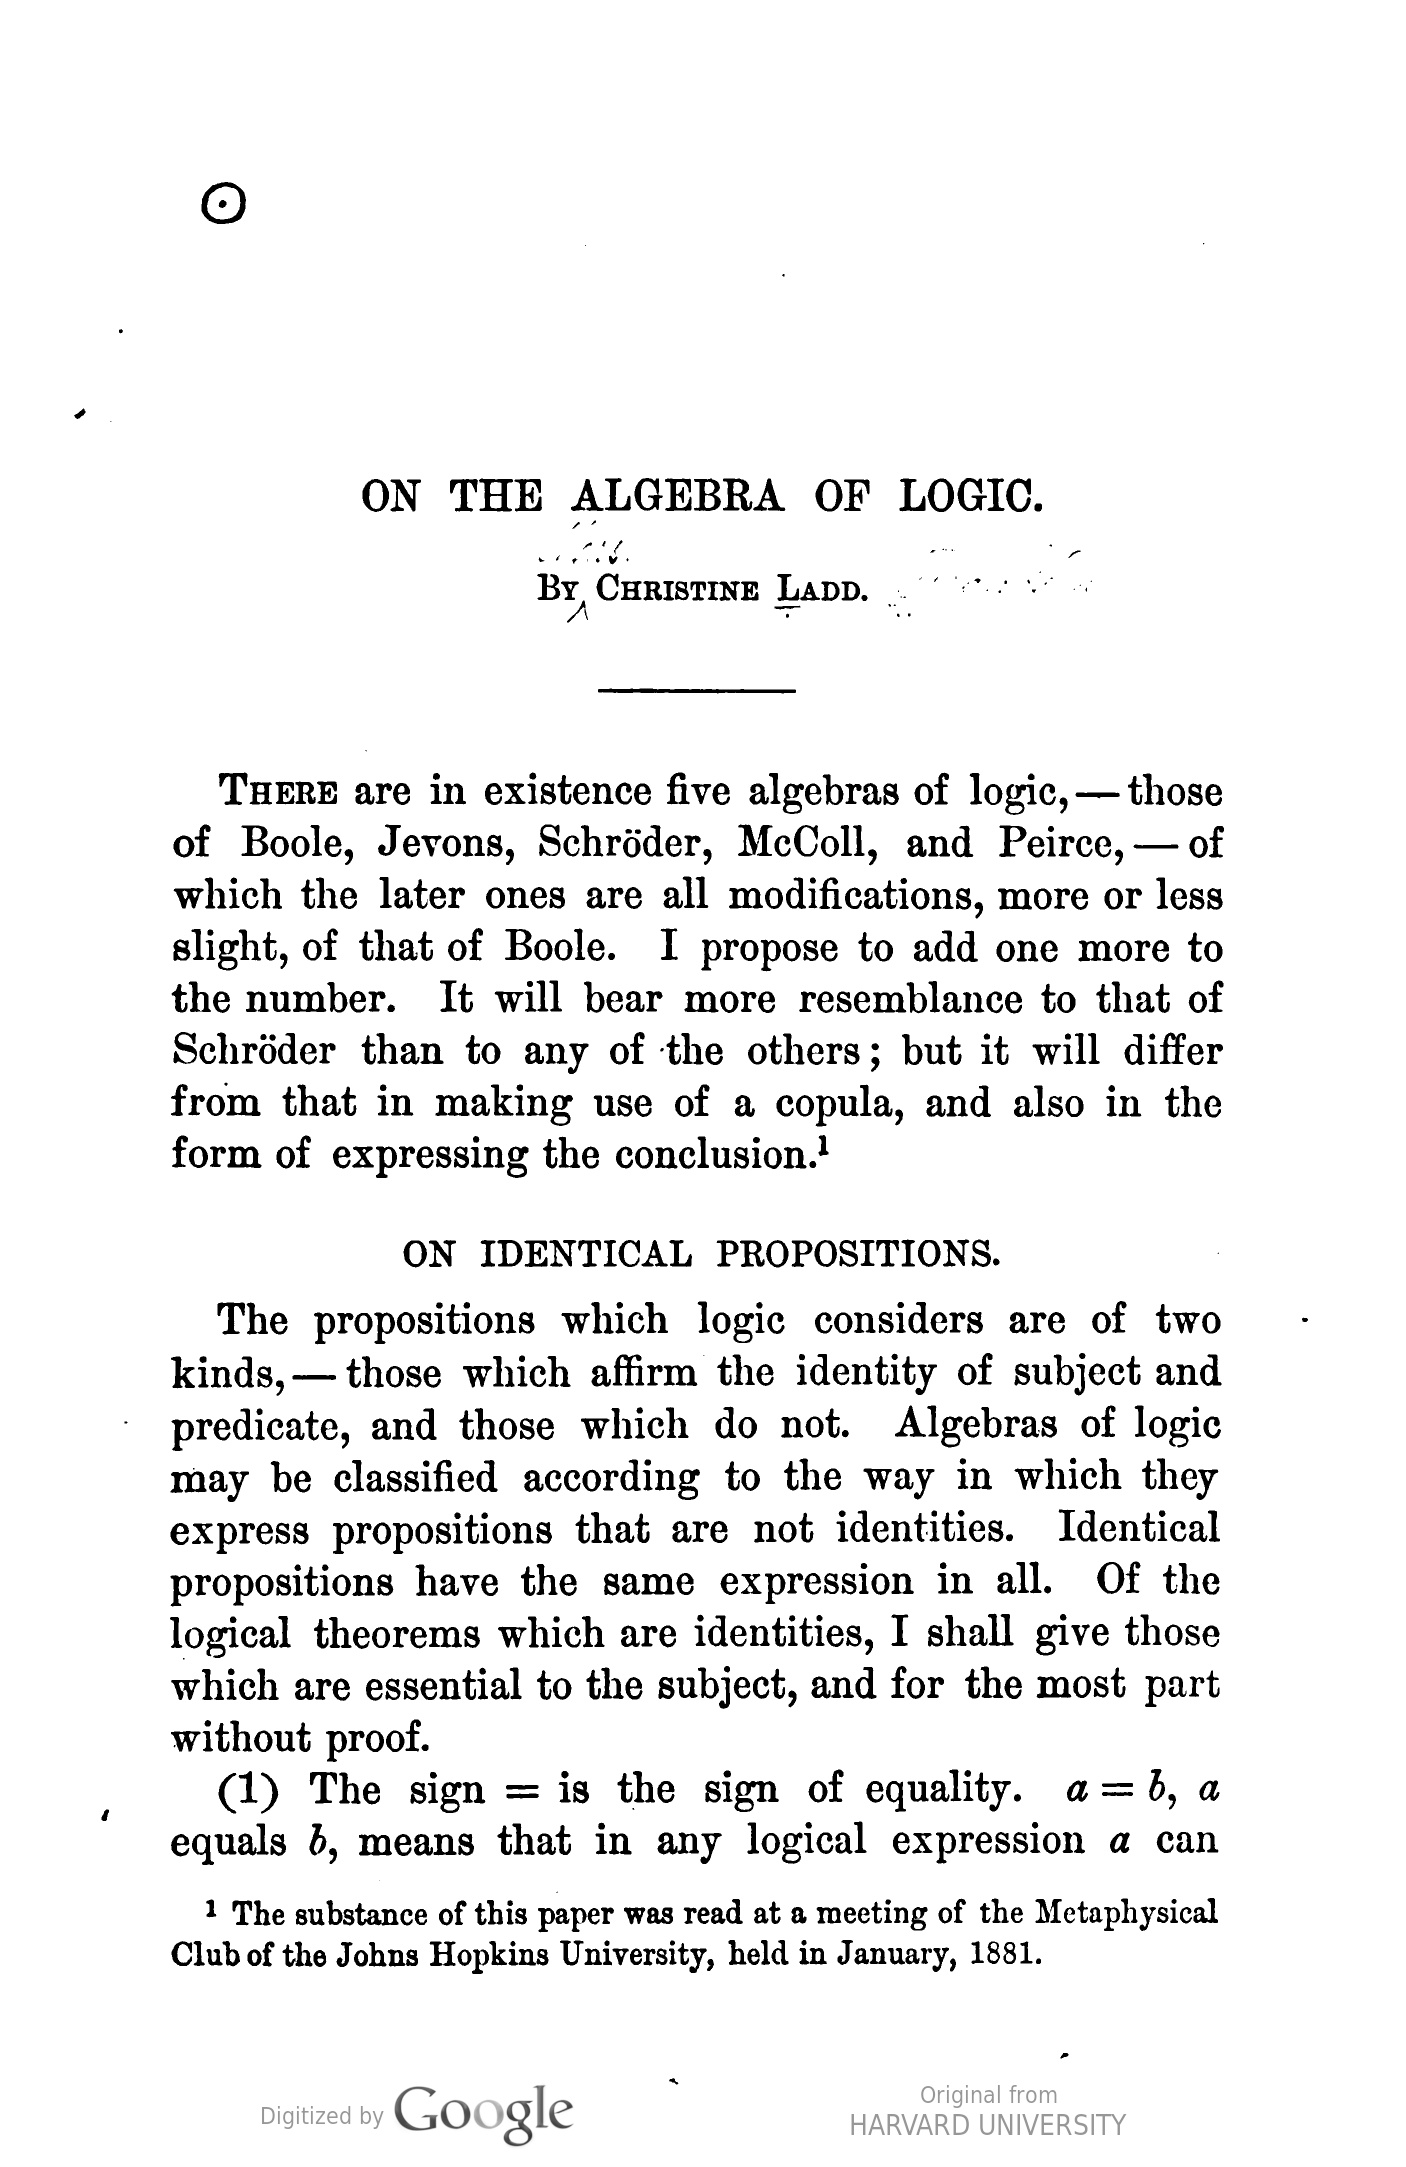 ON THE ALGEBRA OF LOGIC.
BY CHRISTINE LADD.
THERE are in existence five algebras of logic,—those
of Boole, Jevons, Schröder, McColl, and Peirce,—of
which the later ones are all modifications, more or less
slight, of that of Boole. I propose to add one more to
the number. It will bear more resemblance to that of
Schröder than to any of the others; but it will differ
from that in making use of a copula, and also in the
form of expressing the conclusion.¹
ON IDENTICAL PROPOSITIONS.
The propositions which logic considers are of two
kinds,—those which affirm the identity of subject and
predicate, and those which do not. Algebras of logic
may be classified according to the way in which they
express propositions that are not identities. Identical
propositions have the same expression in all. Of the
logical theorems which are identities, I shall give those
which are essential to the subject, and for the most part
without proof.
(1) The sign = is the sign of equality. a = b, a
equals b, means that in any logical expression a can
¹ The substance of this paper was read at a meeting of the Metaphysical
Club of the Johns Hopkins University, held in January, 1881.
Digitized by Google
Original from
HARVARD UNIVERSITY